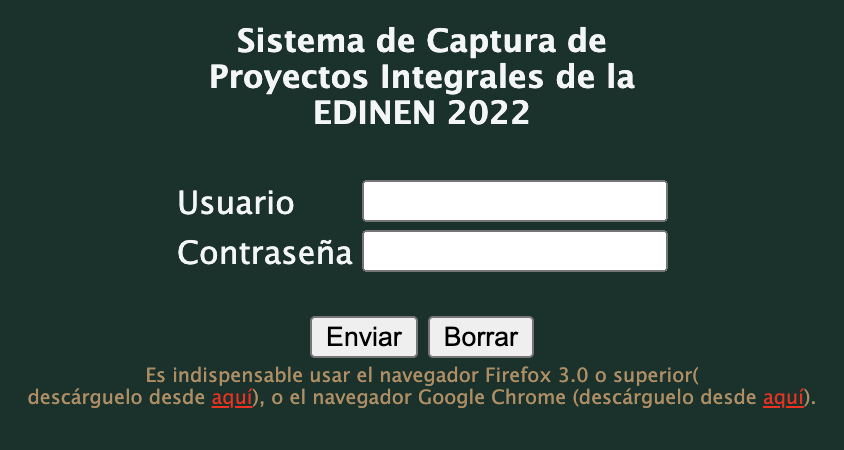 Sistema de Captura de
Proyectos Integrales de la
EDINEN 2022
Usuario
Contraseña
Enviar Borrar
Es indispensable usar el navegador Firefox 3.0 o superior(
descárguelo desde aquí), o el navegador Google Chrome (descárguelo desde aquí).